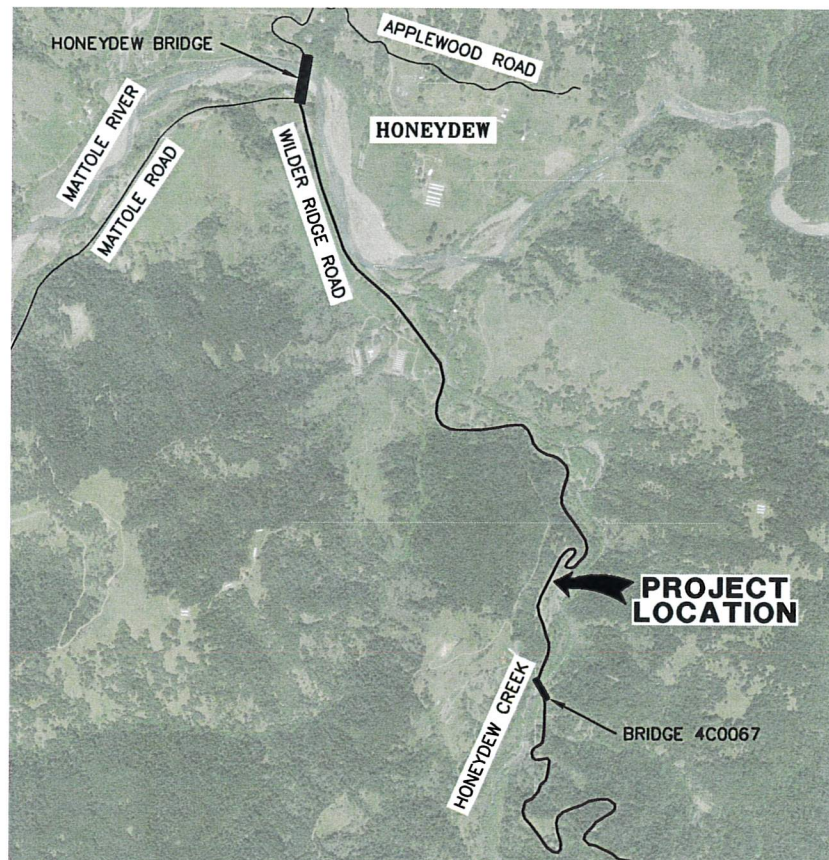 HONEYDEW BRIDGE
APPLEWOOD ROAD
MATTOLE RIVER
MATTOLE ROAD
WILDER RIDGE ROAD
HONEYDEW
PROJECT
LOCATION
HONEYDEW CREEK
BRIDGE 4C0067